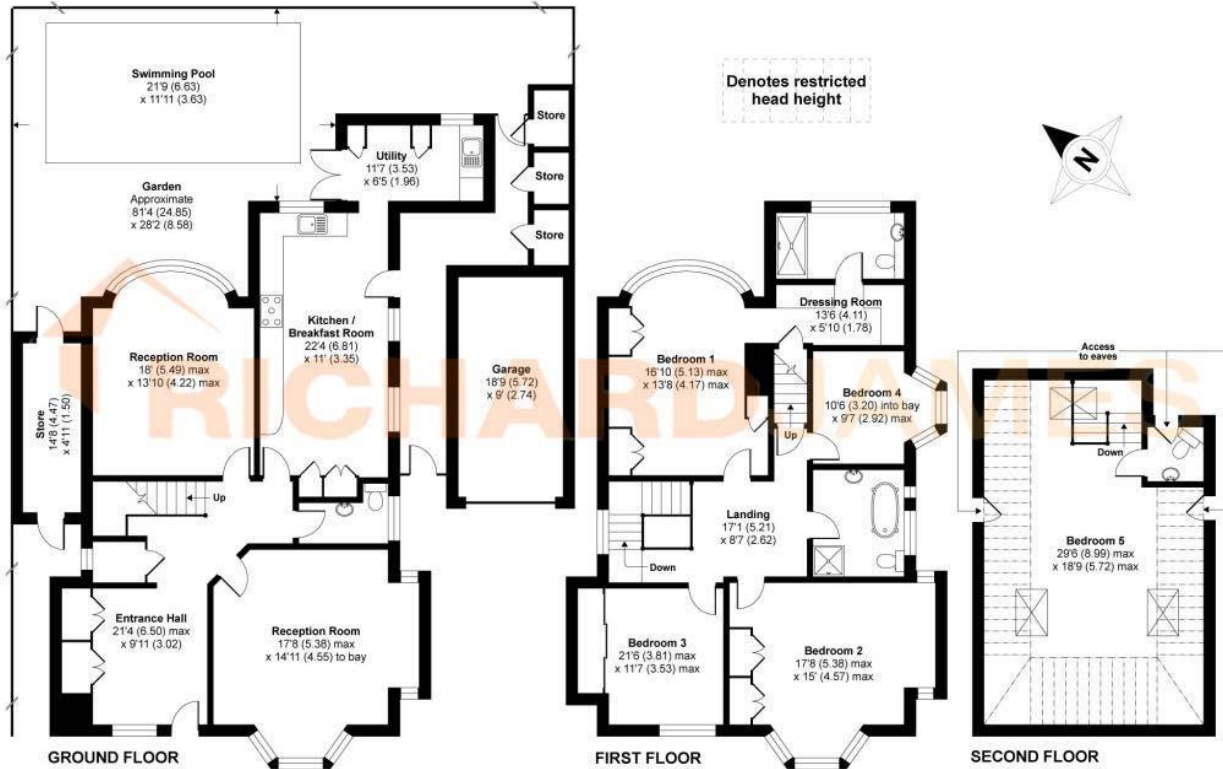 Swimming Pool
21'9 (6.63)
x 11'11 (3.63)
Garden
Approximate
81'4 (24.85)
x 28'2 (8.58)
Utility
11'7 (3.53)
x 6'5 (1.96)
Store
Store
Store
Kitchen /
Breakfast Room
22'4 (6.81)
x 11' (3.35)
Reception Room
18' (5.49) max
x 13'10 (4.22) max
Garage
18'9 (5.72)
x 9' (2.74)
Store
14'8 (4.47)
x 4'11 (1.50)
Up
Entrance Hall
21'4 (6.50) max
x 9'11 (3.02)
Reception Room
17'8 (5.38) max
x 14'11 (4.55) to bay
GROUND FLOOR
Denotes restricted
head height
N
Dressing Room
13'6 (4.11)
x 5'10 (1.78)
Bedroom 1
16'10 (5.13) max
x 13'8 (4.17) max
Bedroom 4
10'6 (3.20) into bay
x 9'7 (2.92) max
Up
Landing
17'1 (5.21)
x 8'7 (2.62)
Down
Bedroom 3
21'6 (3.81) max
x 11'7 (3.53) max
Bedroom 2
17'8 (5.38) max
x 15' (4.57) max
FIRST FLOOR
Access
to eaves
Down
Bedroom 5
29'6 (8.99) max
x 18'9 (5.72) max
SECOND FLOOR
RICHARD JAMES